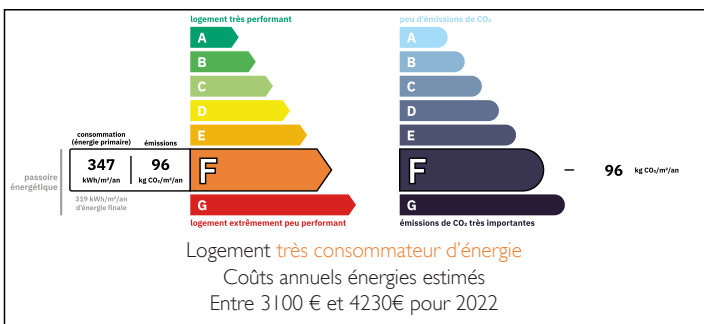 logement très performant
A
B
C
D
E
consommation
(énergie primaire)
émissions
passoire
énergétique
347
kWh/m²/an
96
kg CO₂/m²/an
F
319 kWh/m²/an
d'énergie finale
G
logement extrêmement peu performant
peu d'émissions de CO₂
A
B
C
D
E
F
96 kg CO₂/m²/an
G
émissions de CO₂ très importantes
Logement très consommateur d'énergie
Coûts annuels énergies estimés
Entre 3100 € et 4230€ pour 2022